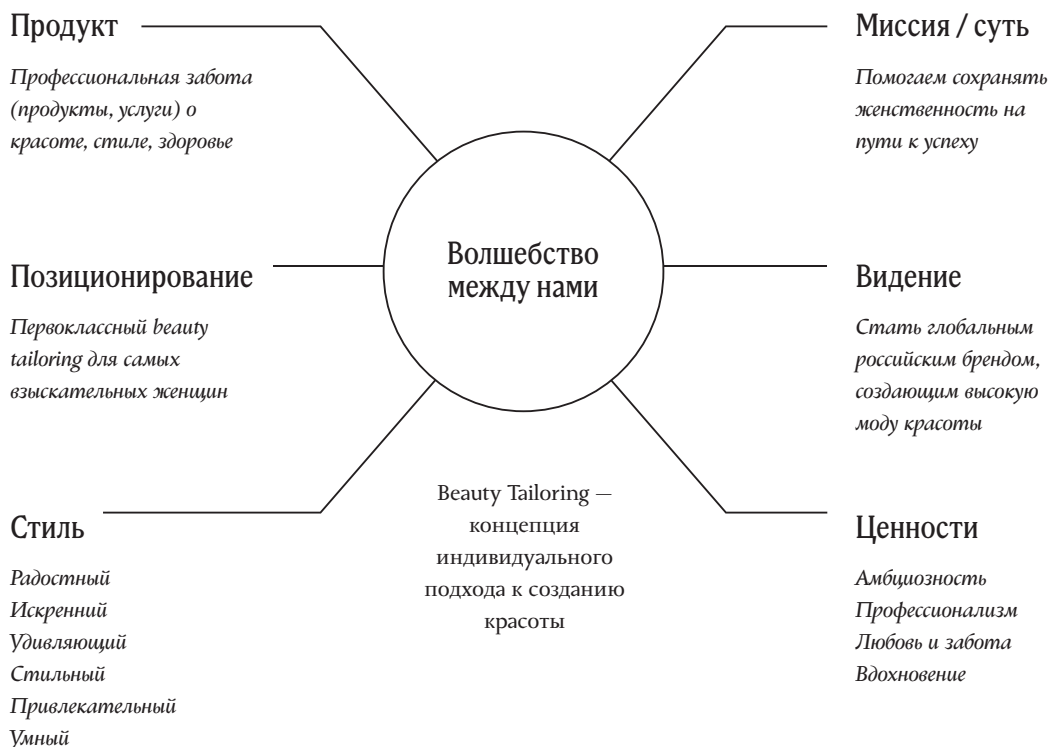 Продукт
Профессиональная забота
(продукты, услуги) о
красоте, стиле, здоровье
Миссия / суть
Помогаем сохранять
женственность на
пути к успеху
Волшебство
между нами
Позиционирование
Первоклассный beauty
tailoring для самых
взыскательных женщин
Видение
Стать глобальным
российским брендом,
создающим высокую
моду красоты
Стиль
Радостный
Искренний
Удивляющий
Стильный
Привлекательный
Умный
Beauty Tailoring —
концепция
индивидуального
подхода к созданию
красоты
Ценности
Амбциозность
Профессионализм
Любовь и забота
Вдохновение